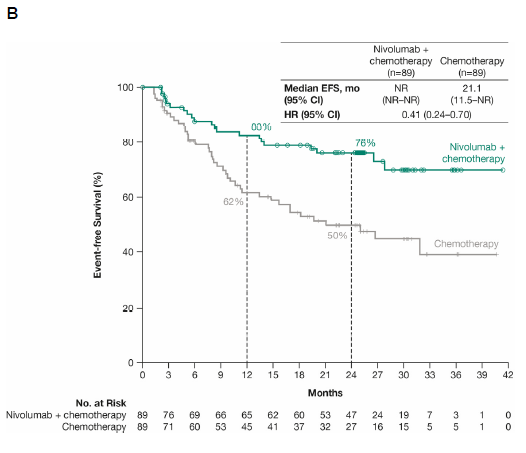 B
Nivolumab + chemotherapy (n=89) Chemotherapy (n=89)
Median EFS, mo (95% CI) NR (NR–NR) 21.1 (11.5–NR)
HR (95% CI) 0.41 (0.24–0.70)
Event-free Survival (%)
100
80
60
40
20
0
00%
76%
62%
50%
Nivolumab + chemotherapy
Chemotherapy
0 3 6 9 12 15 18 21 24 27 30 33 36 39 42
Months
No. at Risk
Nivolumab + chemotherapy 89 76 69 66 65 62 60 53 47 24 19 7 3 1 0
Chemotherapy 89 71 60 53 45 41 37 32 27 16 15 5 5 1 0